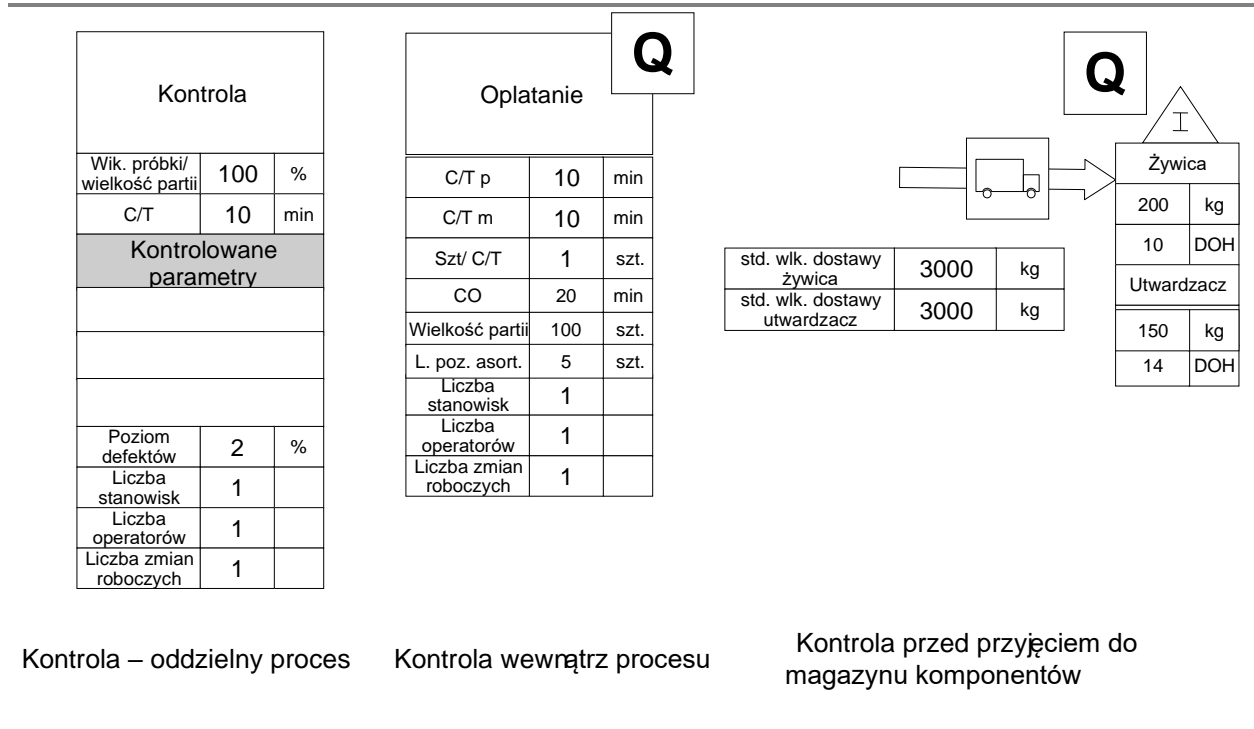 Kontrola
Wik. próbki/
wielkość partii
100
%
C/T
10
min
Kontrolowane
parametry
Poziom
defektów
2
%
Liczba
stanowisk
1
Liczba
operatorów
1
Liczba zmian
roboczych
1
Q
Oplatanie
C/T p
10
min
C/T m
10
min
Szt/ C/T
1
szt.
CO
20
min
Wielkość partii
100
szt.
L. poz. asort.
5
szt.
Liczba
stanowisk
1
Liczba
operatorów
1
Liczba zmian
roboczych
1
Q
I
Żywica
200
kg
10
DOH
Utwardzacz
150
kg
14
DOH
std. wlk. dostawy
żywica
3000
kg
std. wlk. dostawy
utwardzacz
3000
kg
Kontrola – oddzielny proces
Kontrola wewnątrz procesu
Kontrola przed przyjęciem do
magazynu komponentów